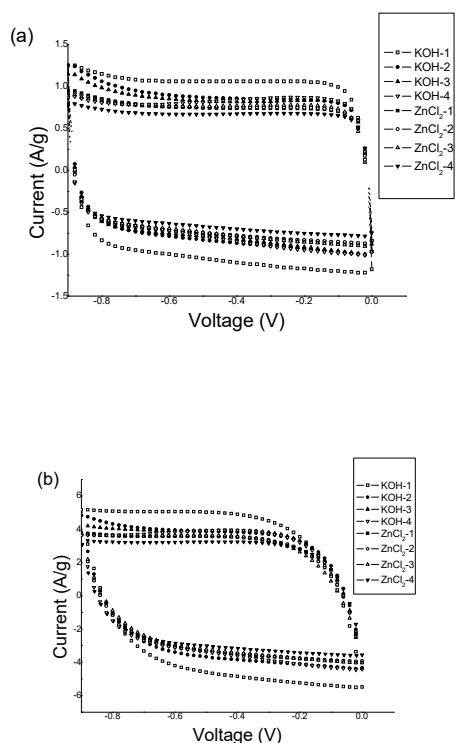 (a)
KOH-1
KOH-2
KOH-3
KOH-4
ZnCl2-1
ZnCl2-2
ZnCl2-3
ZnCl2-4
1.5
1.0
0.5
0.0
-0.5
-1.0
-1.5
-0.8 -0.6 -0.4 -0.2 0.0
Current (A/g)
Voltage (V)
(b)
KOH-1
KOH-2
KOH-3
KOH-4
ZnCl2-1
ZnCl2-2
ZnCl2-3
ZnCl2-4
6
4
2
0
-2
-4
-6
-0.8 -0.6 -0.4 -0.2 0.0
Current (A/g)
Voltage (V)